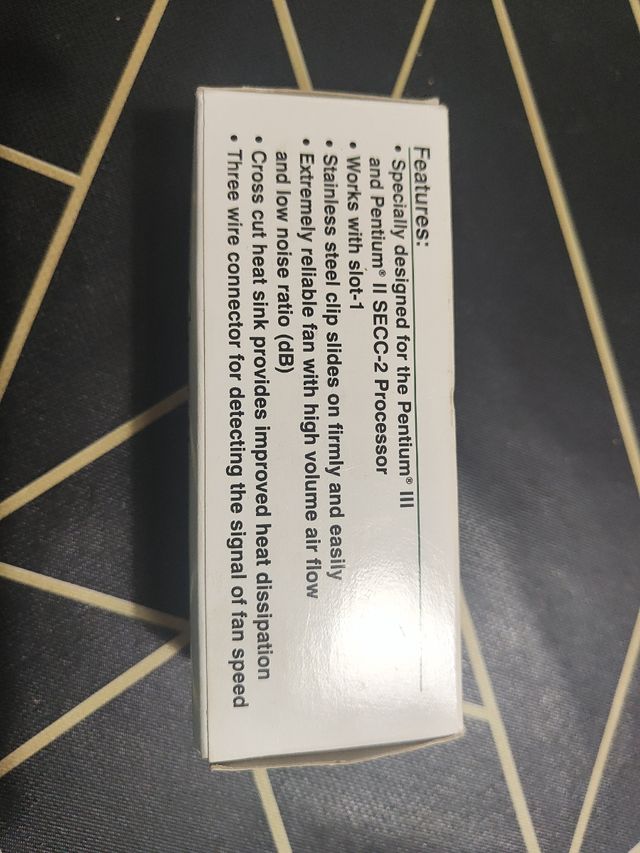 Features:
• Specially designed for the Pentium® III
and Pentium® II SECC-2 Processor
• Works with slot-1
• Stainless steel clip slides on firmly and easily
• Extremely reliable fan with high volume air flow
and low noise ratio (dB)
• Cross cut heat sink provides improved heat dissipation
• Three wire connector for detecting the signal of fan speed